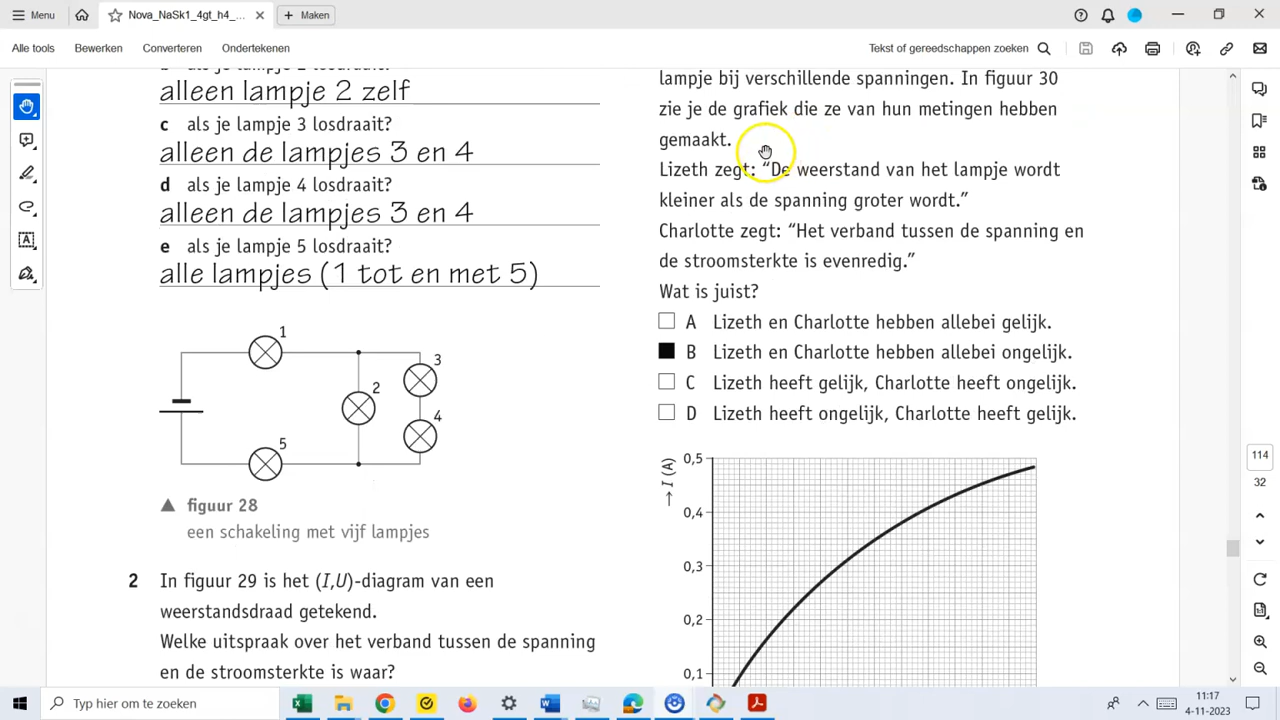 Menu
Nova_NaSk1_4gt_h4_...
Maken
Alle tools
Bewerken
Converteren
Ondertekenen
Tekst of gereedschappen zoeken
alleen lampje 2 zelf
c als je lampje 3 losdraait?
alleen de lampjes 3 en 4
d als je lampje 4 losdraait?
alleen de lampjes 3 en 4
e als je lampje 5 losdraait?
alle lampjes (1 tot en met 5)
1
2
3
4
5
▲ figuur 28
een schakeling met vijf lampjes
2 In figuur 29 is het (I,U)-diagram van een
weerstandsdraad getekend.
Welke uitspraak over het verband tussen de spanning
en de stroomsterkte is waar?
lampje bij verschillende spanningen. In figuur 30
zie je de grafiek die ze van hun metingen hebben
gemaakt.
Lizeth zegt: “De weerstand van het lampje wordt
kleiner als de spanning groter wordt.”
Charlotte zegt: “Het verband tussen de spanning en
de stroomsterkte is evenredig.”
Wat is juist?
A Lizeth en Charlotte hebben allebei gelijk.
B Lizeth en Charlotte hebben allebei ongelijk.
C Lizeth heeft gelijk, Charlotte heeft ongelijk.
D Lizeth heeft ongelijk, Charlotte heeft gelijk.
→ I (A)
0,5
0,4
0,3
0,2
0,1
114
32
Typ hier om te zoeken
11:17
4-11-2023